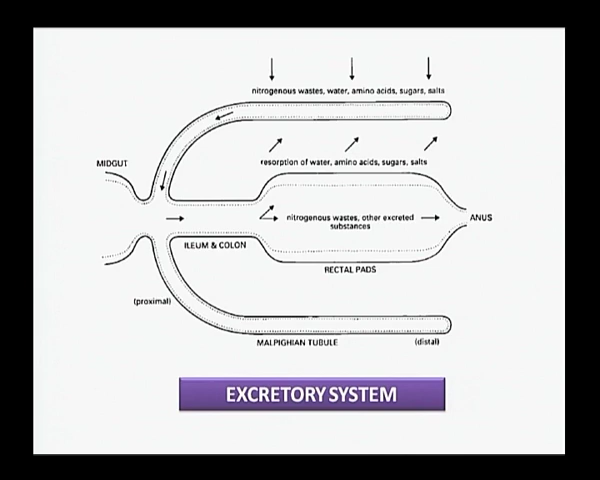 nitrogenous wastes, water, amino acids, sugars, salts
MIDGUT
resorption of water, amino acids, sugars, salts
nitrogenous wastes, other excreted
substances
ANUS
ILEUM & COLON
RECTAL PADS
(proximal)
MALPIGHIAN TUBULE
(distal)
EXCRETORY SYSTEM